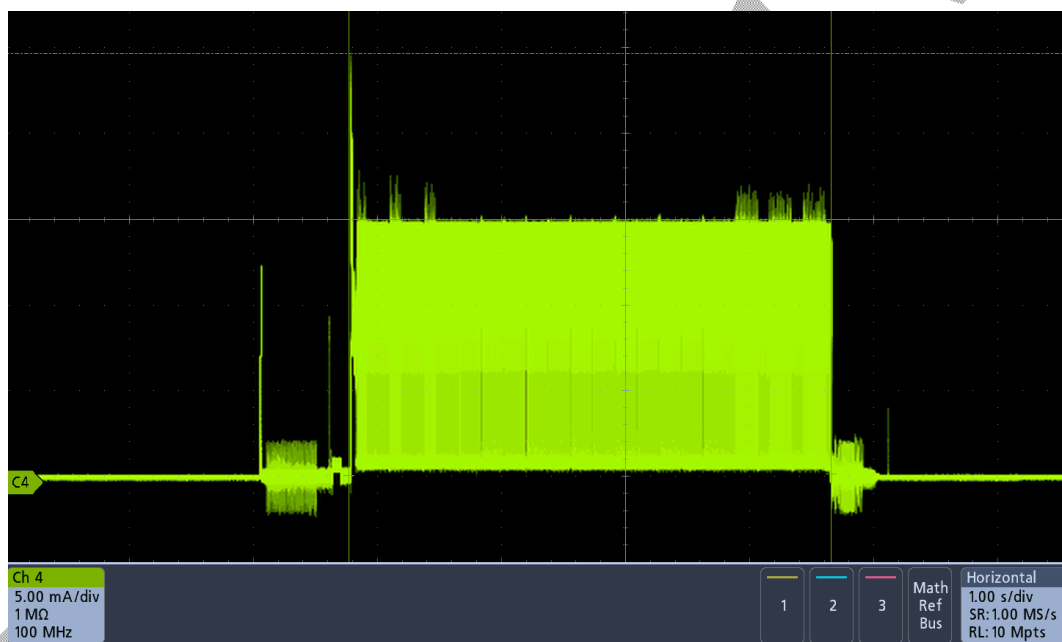 C4
Ch 4
5.00 mA/div
1 MΩ
100 MHz
1
2
3
Math
Ref
Bus
Horizontal
1.00 s/div
SR: 1.00 MS/s
RL: 10 Mpts